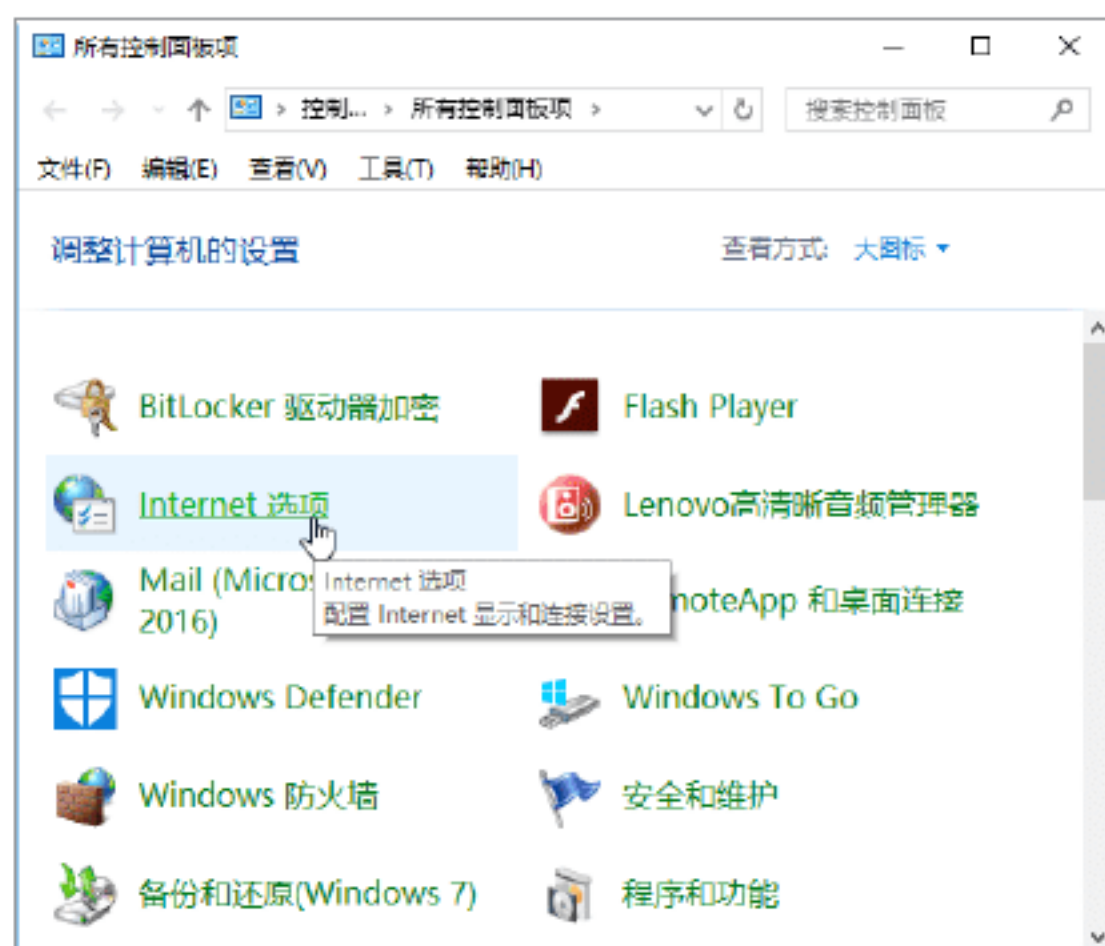 所有控制面板项
控制... 所有控制面板项 搜索控制面板
文件(F) 编辑(E) 查看(V) 工具(T) 帮助(H)
调整计算机的设置 查看方式: 大图标
BitLocker 驱动器加密 Flash Player
Internet 选项 Lenovo高清晰音频管理器
Mail (Micros
2016)
Internet 选项
配置 Internet 显示和连接设置。
moteApp 和桌面连接
Windows Defender Windows To Go
Windows 防火墙 安全和维护
备份和还原(Windows 7) 程序和功能